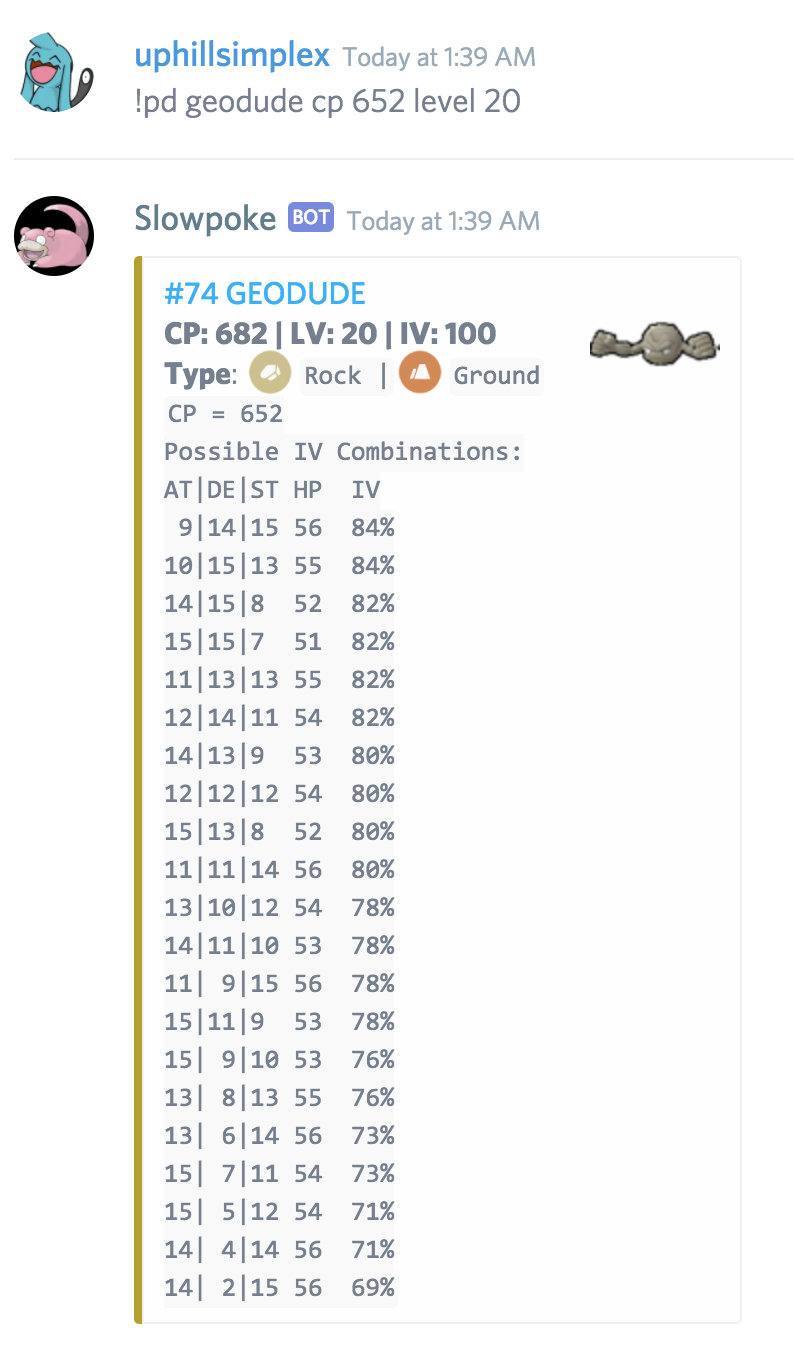 uphillsimplex Today at 1:39 AM
!pd geodude cp 652 level 20
Slowpoke BOT Today at 1:39 AM
#74 GEODUDE
CP: 682 | LV: 20 | IV: 100
Type: Rock | Ground
CP = 652
Possible IV Combinations:
AT|DE|ST HP  IV
 9|14|15 56  84%
10|15|13 55  84%
14|15|8  52  82%
15|15|7  51  82%
11|13|13 55  82%
12|14|11 54  82%
14|13|9  53  80%
12|12|12 54  80%
15|13|8  52  80%
11|11|14 56  80%
13|10|12 54  78%
14|11|10 53  78%
11| 9|15 56  78%
15|11|9  53  78%
15| 9|10 53  76%
13| 8|13 55  76%
13| 6|14 56  73%
15| 7|11 54  73%
15| 5|12 54  71%
14| 4|14 56  71%
14| 2|15 56  69%